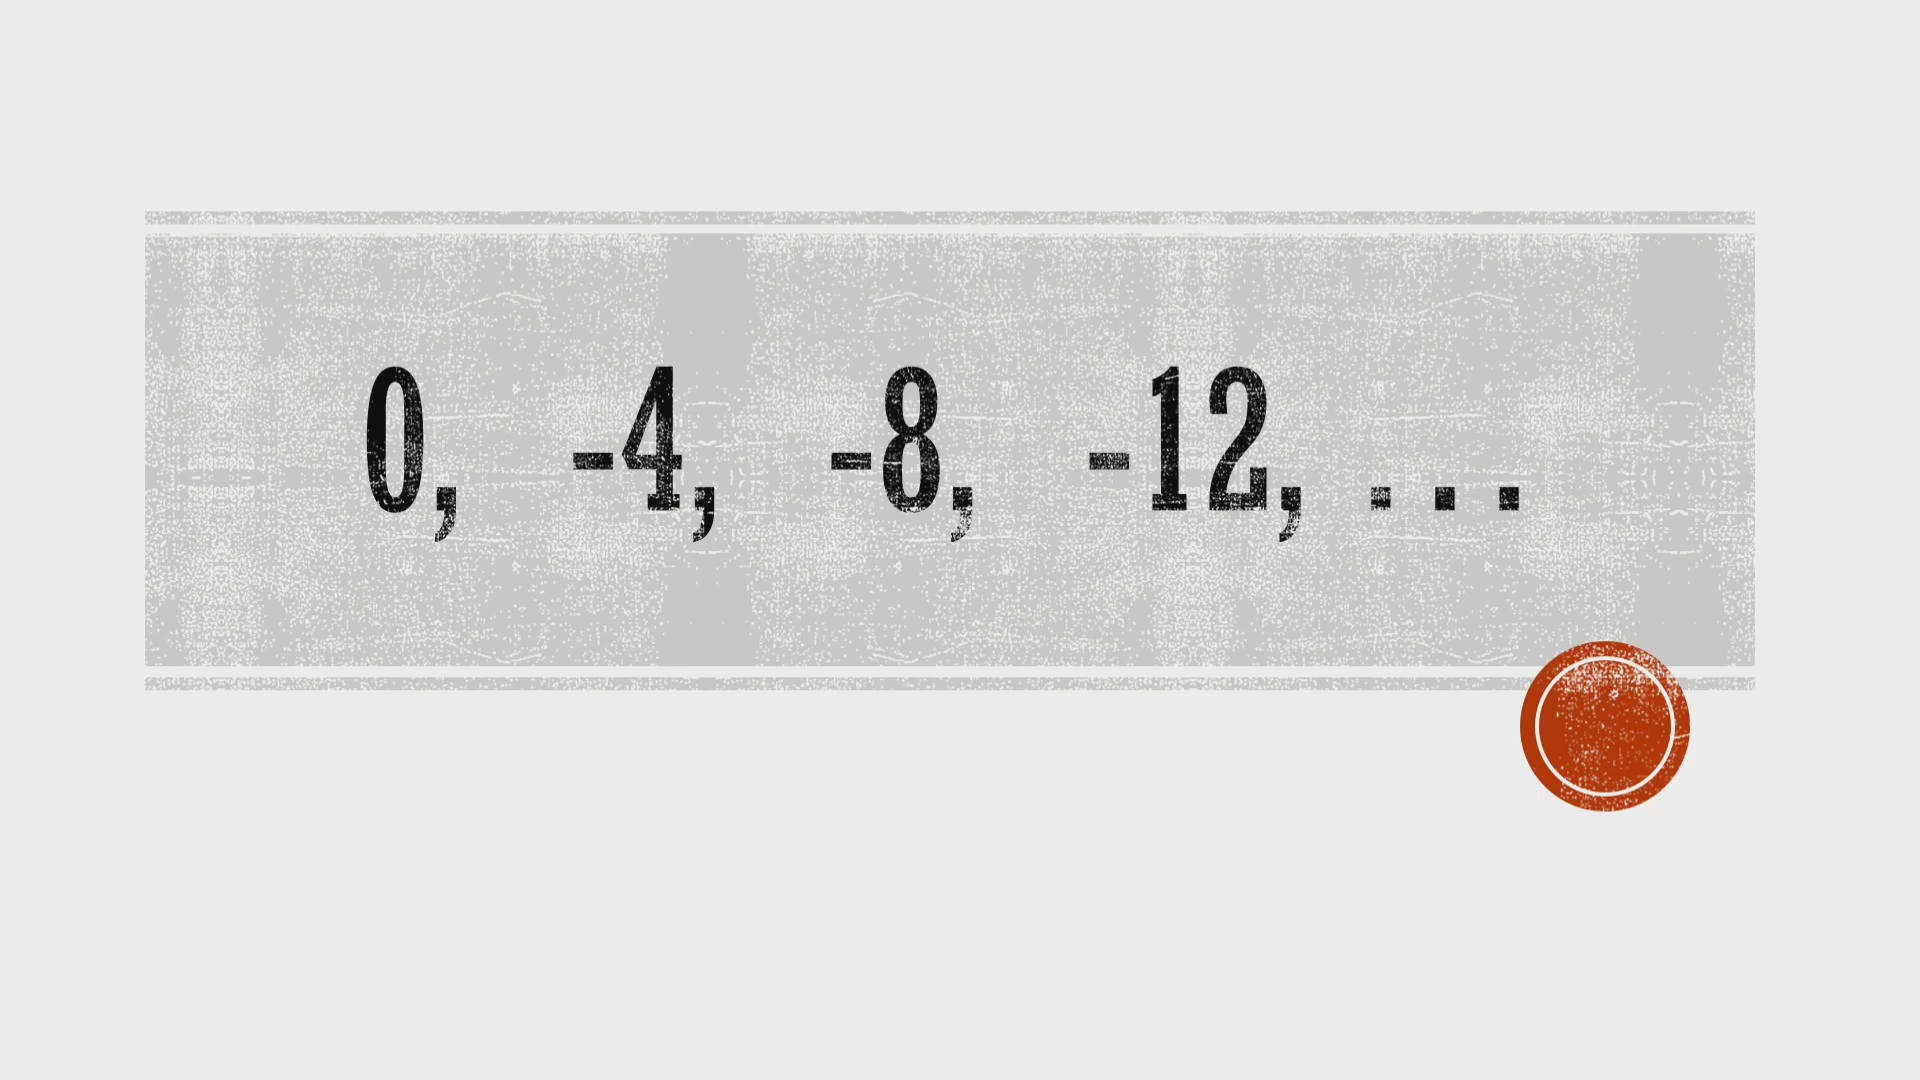 0, -4, -8, -12, . . .